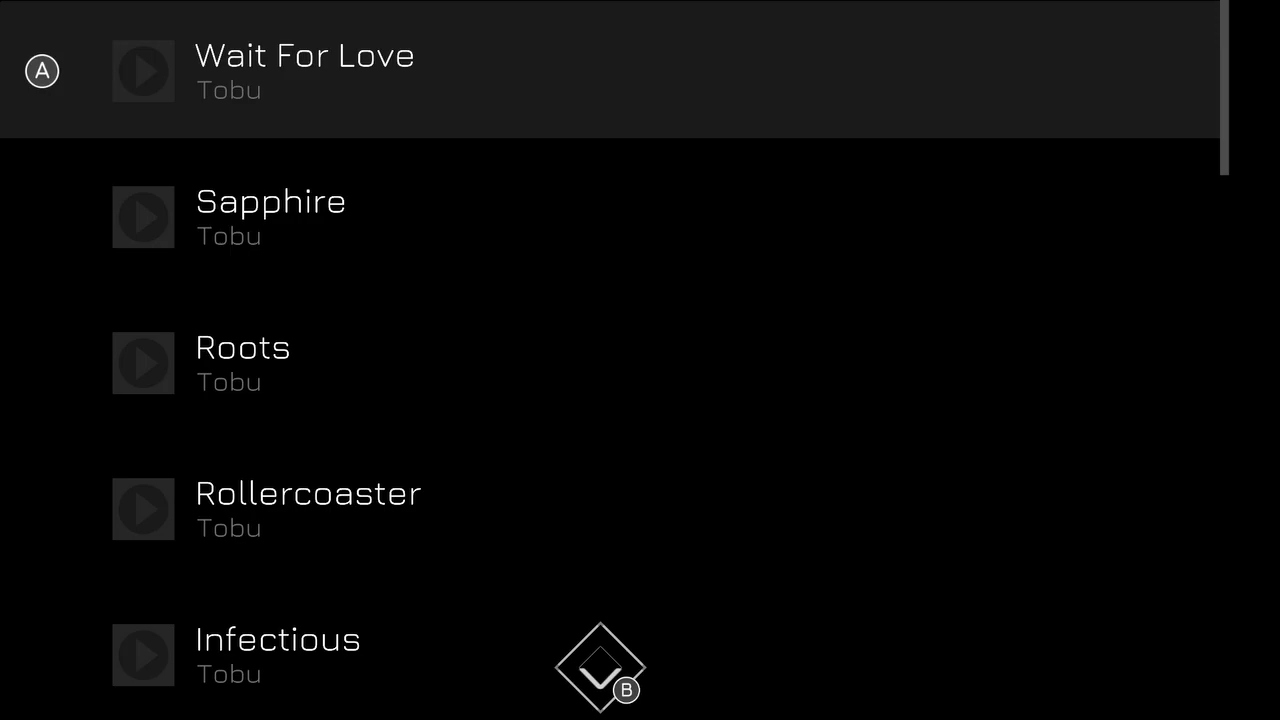 A
Wait For Love
Tobu
Sapphire
Tobu
Roots
Tobu
Rollercoaster
Tobu
Infectious
Tobu
B